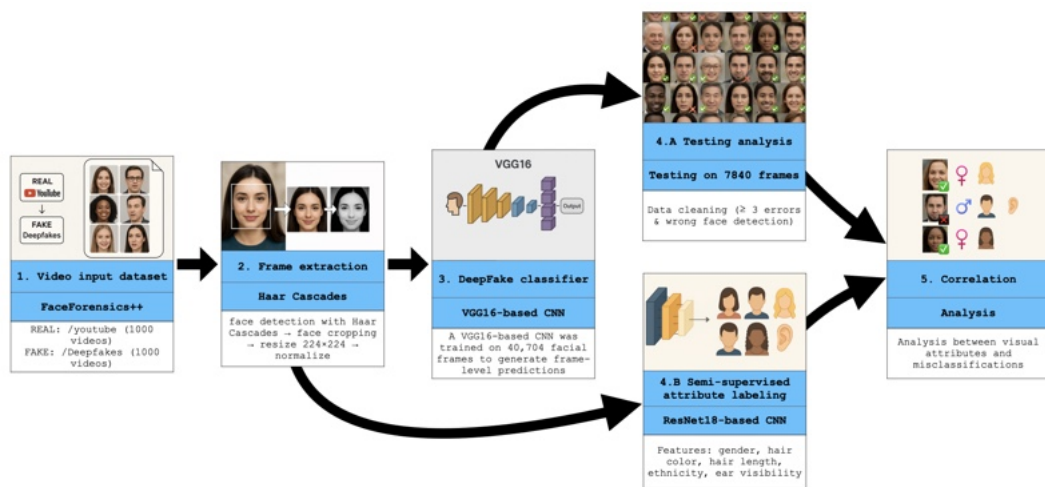 REAL
YouTube
FAKE
Deepfakes
1. Video input dataset
FaceForensics++
REAL: /youtube (1000
videos)
FAKE: /Deepfakes (1000
videos)
2. Frame extraction
Haar Cascades
face detection with Haar
Cascades → face cropping
→ resize 224×224 →
normalize
VGG16
Output
3. DeepFake classifier
VGG16-based CNN
A VGG16-based CNN was
trained on 40,704 facial
frames to generate frame-
level predictions
4.A Testing analysis
Testing on 7840 frames
Data cleaning (≥ 3 errors
& wrong face detection)
4.B Semi-supervised
attribute labeling
ResNet18-based CNN
Features: gender, hair
color, hair length,
ethnicity, ear visibility
5. Correlation
Analysis
Analysis between visual
attributes and
misclassifications